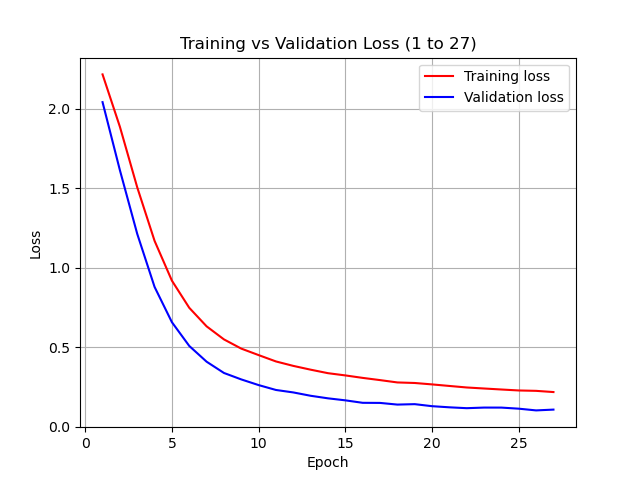 Training vs Validation Loss (1 to 27)
Training loss
Validation loss
2.0
1.5
1.0
0.5
0.0
Loss
0 5 10 15 20 25
Epoch